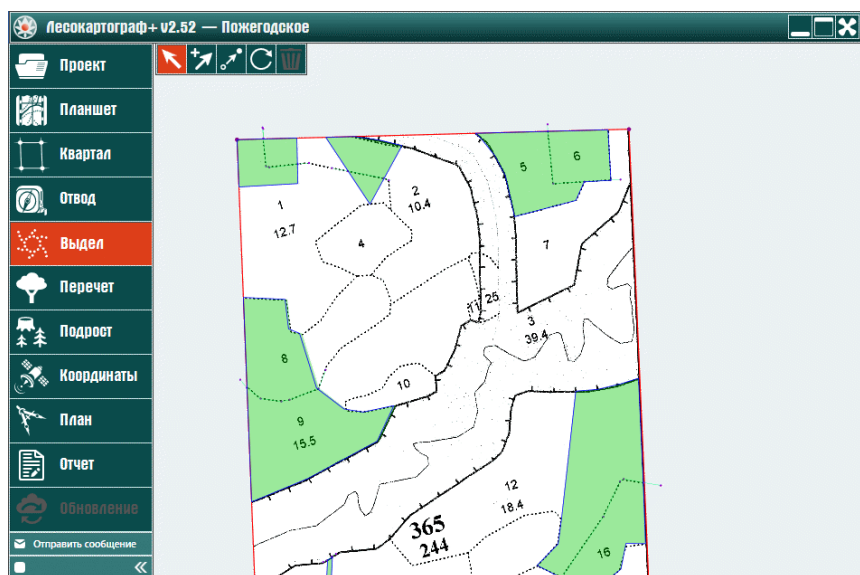 Лесокартограф+ v2.52 — Пожегодское
Проект
Планшет
Квартал
Отвод
Выдел
Перечет
Подрост
Координаты
План
Отчет
Обновление
Отправить сообщение
1
12.7
2
10.4
4
5
6
7
11
25
3
39.4
8
10
9
15.5
12
18.4
365
244
16